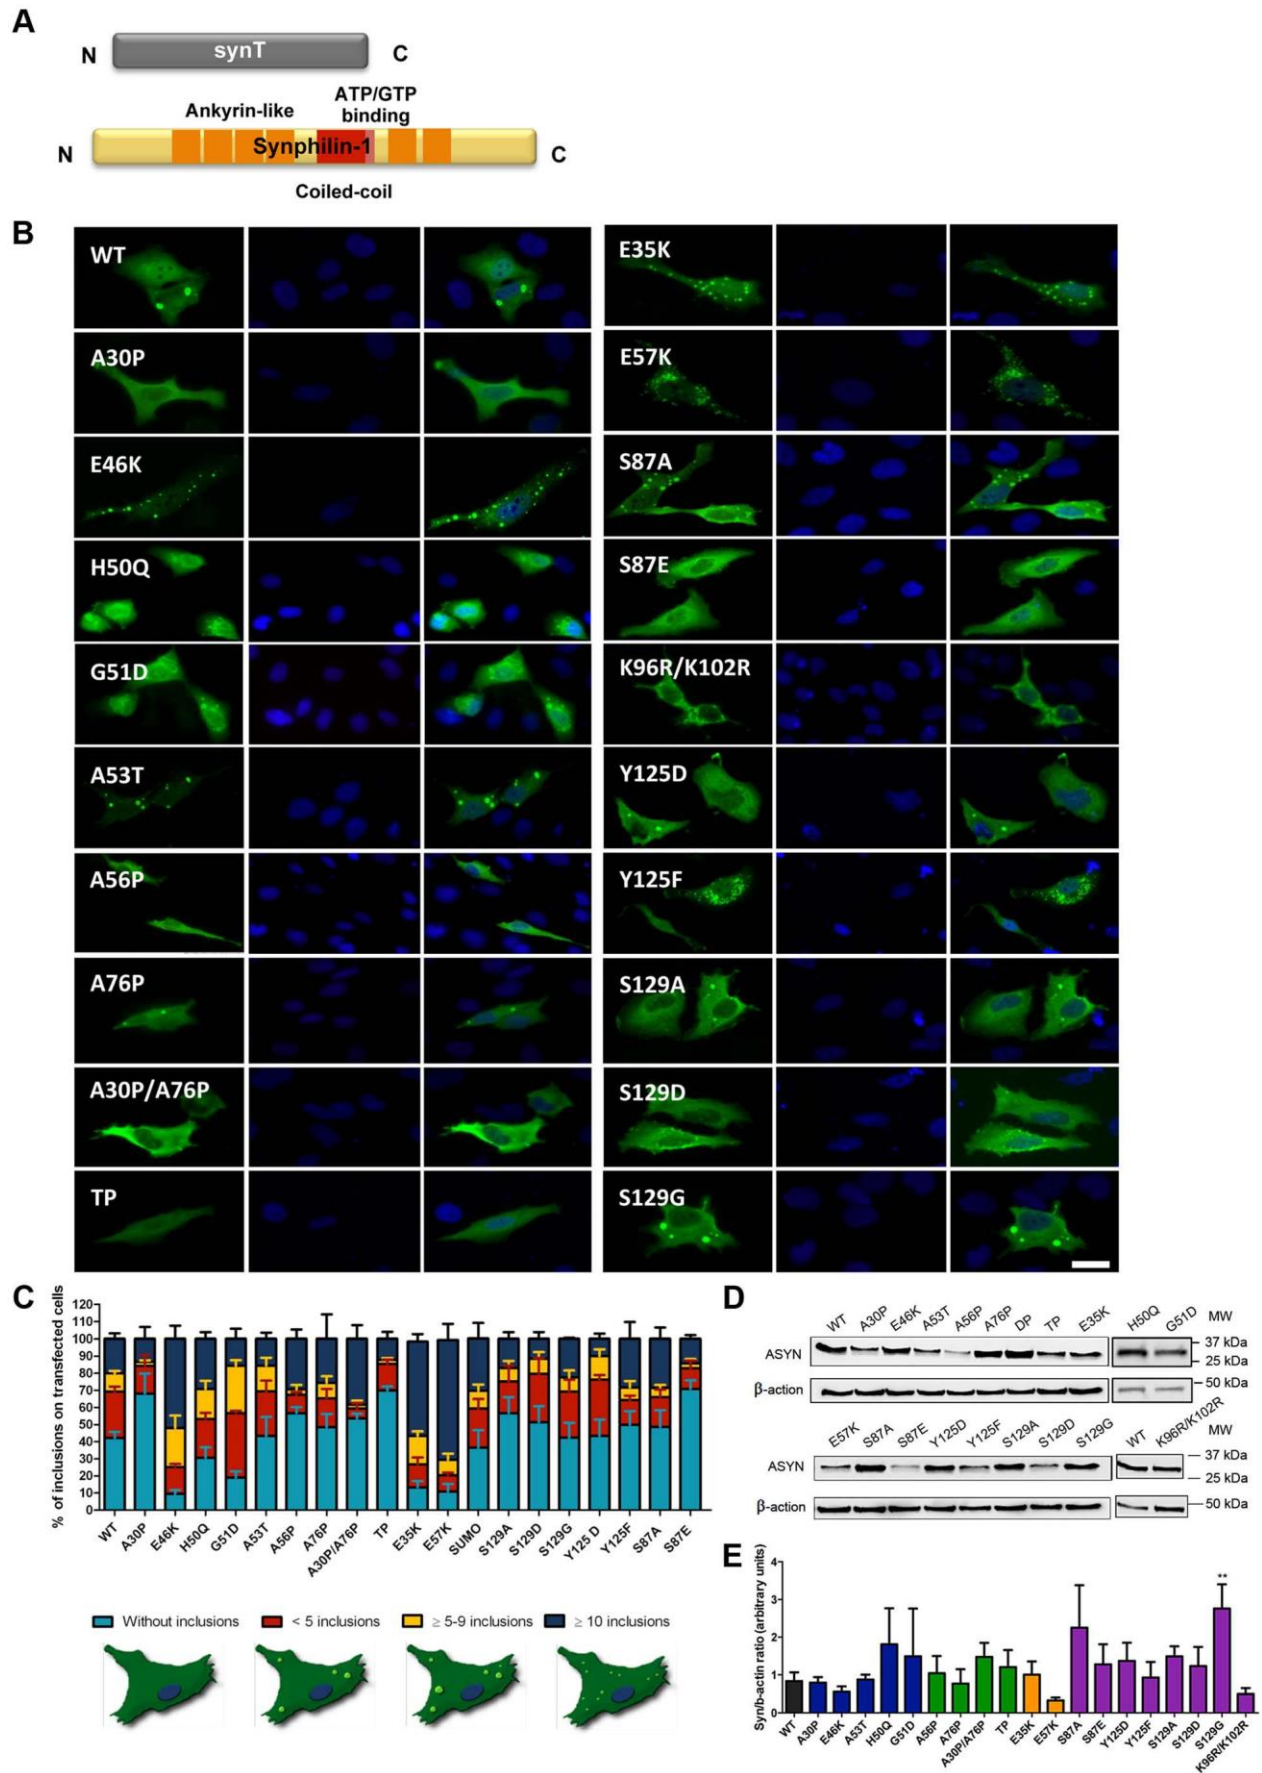 A
N
synT
C
Ankyrin-like
ATP/GTP
binding
N
Synphilin-1
C
Coiled-coil
B
WT
A30P
E46K
H50Q
G51D
A53T
A56P
A76P
A30P/A76P
TP
E35K
E57K
S87A
S87E
K96R/K102R
Y125D
Y125F
S129A
S129D
S129G
C
% of inclusions on transfected cells
120
110
100
90
80
70
60
50
40
30
20
10
0
WT
A30P
E46K
H50Q
G51D
A53T
A56P
A76P
A30P/A76P
TP
E35K
E57K
SUMO
S129A
S129D
S129G
Y125 D
Y125F
S87A
S87E
Without inclusions
< 5 inclusions
≥ 5-9 inclusions
≥ 10 inclusions
D
WT A30P E46K A53T A56P A76P DP TP E35K H50Q G51D MW
ASYN
37 kDa
25 kDa
β-action
50 kDa
E57K S87A S87E Y125D Y125F S129A S129D S129G WT K96R/K102R MW
ASYN
37 kDa
25 kDa
β-action
50 kDa
E
Syn/b-actin ratio (arbitrary units)
4
3
2
1
0
**
WT
A30P
E46K
A53T
H50Q
G51D
A56P
A76P
A30P/A76P
TP
E35K
E57K
S87A
S87E
Y125D
Y125F
S129A
S129D
S129G
K96R/K102R